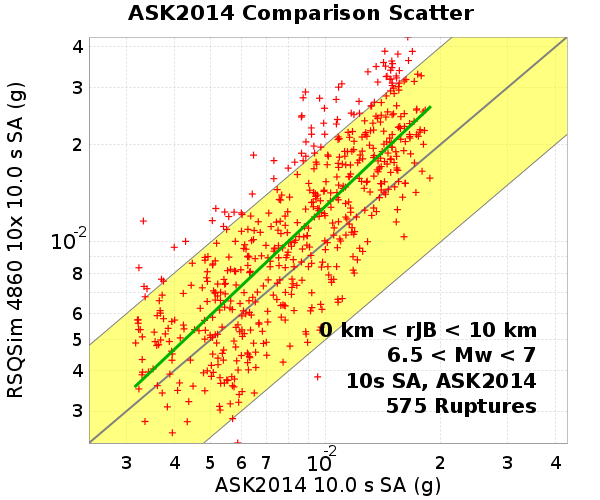 ASK2014 Comparison Scatter
RSQSim 4860 10x 10.0 s SA (g)
4
3
2
10-2
8
6
5
4
3
0 km < rJB < 10 km
6.5 < Mw < 7
10s SA, ASK2014
575 Ruptures
3 4 5 6 7 10-2 2 3 4
ASK2014 10.0 s SA (g)